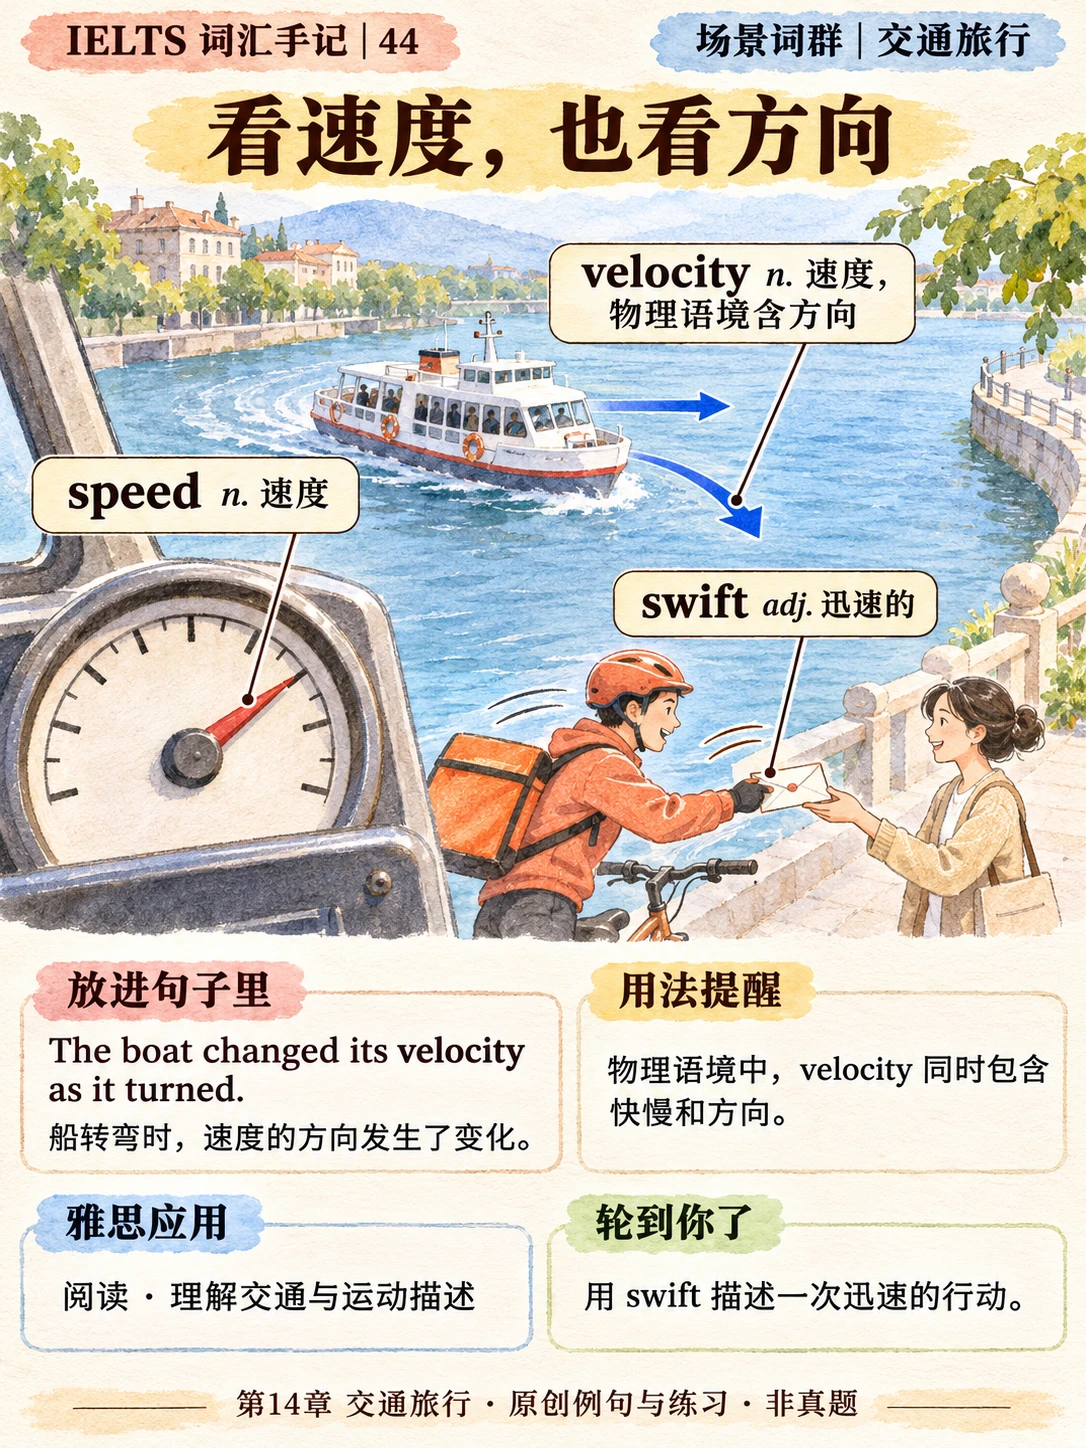 IELTS 词汇手记 | 44
场景词群 | 交通旅行
看速度，也看方向
velocity n. 速度，
物理语境含方向
speed n. 速度
swift adj. 迅速的
放进句子里
The boat changed its velocity
as it turned.
船转弯时，速度的方向发生了变化。
用法提醒
物理语境中，velocity 同时包含
快慢和方向。
雅思应用
阅读 · 理解交通与运动描述
轮到你了
用 swift 描述一次迅速的行动。
第14章 交通旅行 · 原创例句与练习 · 非真题